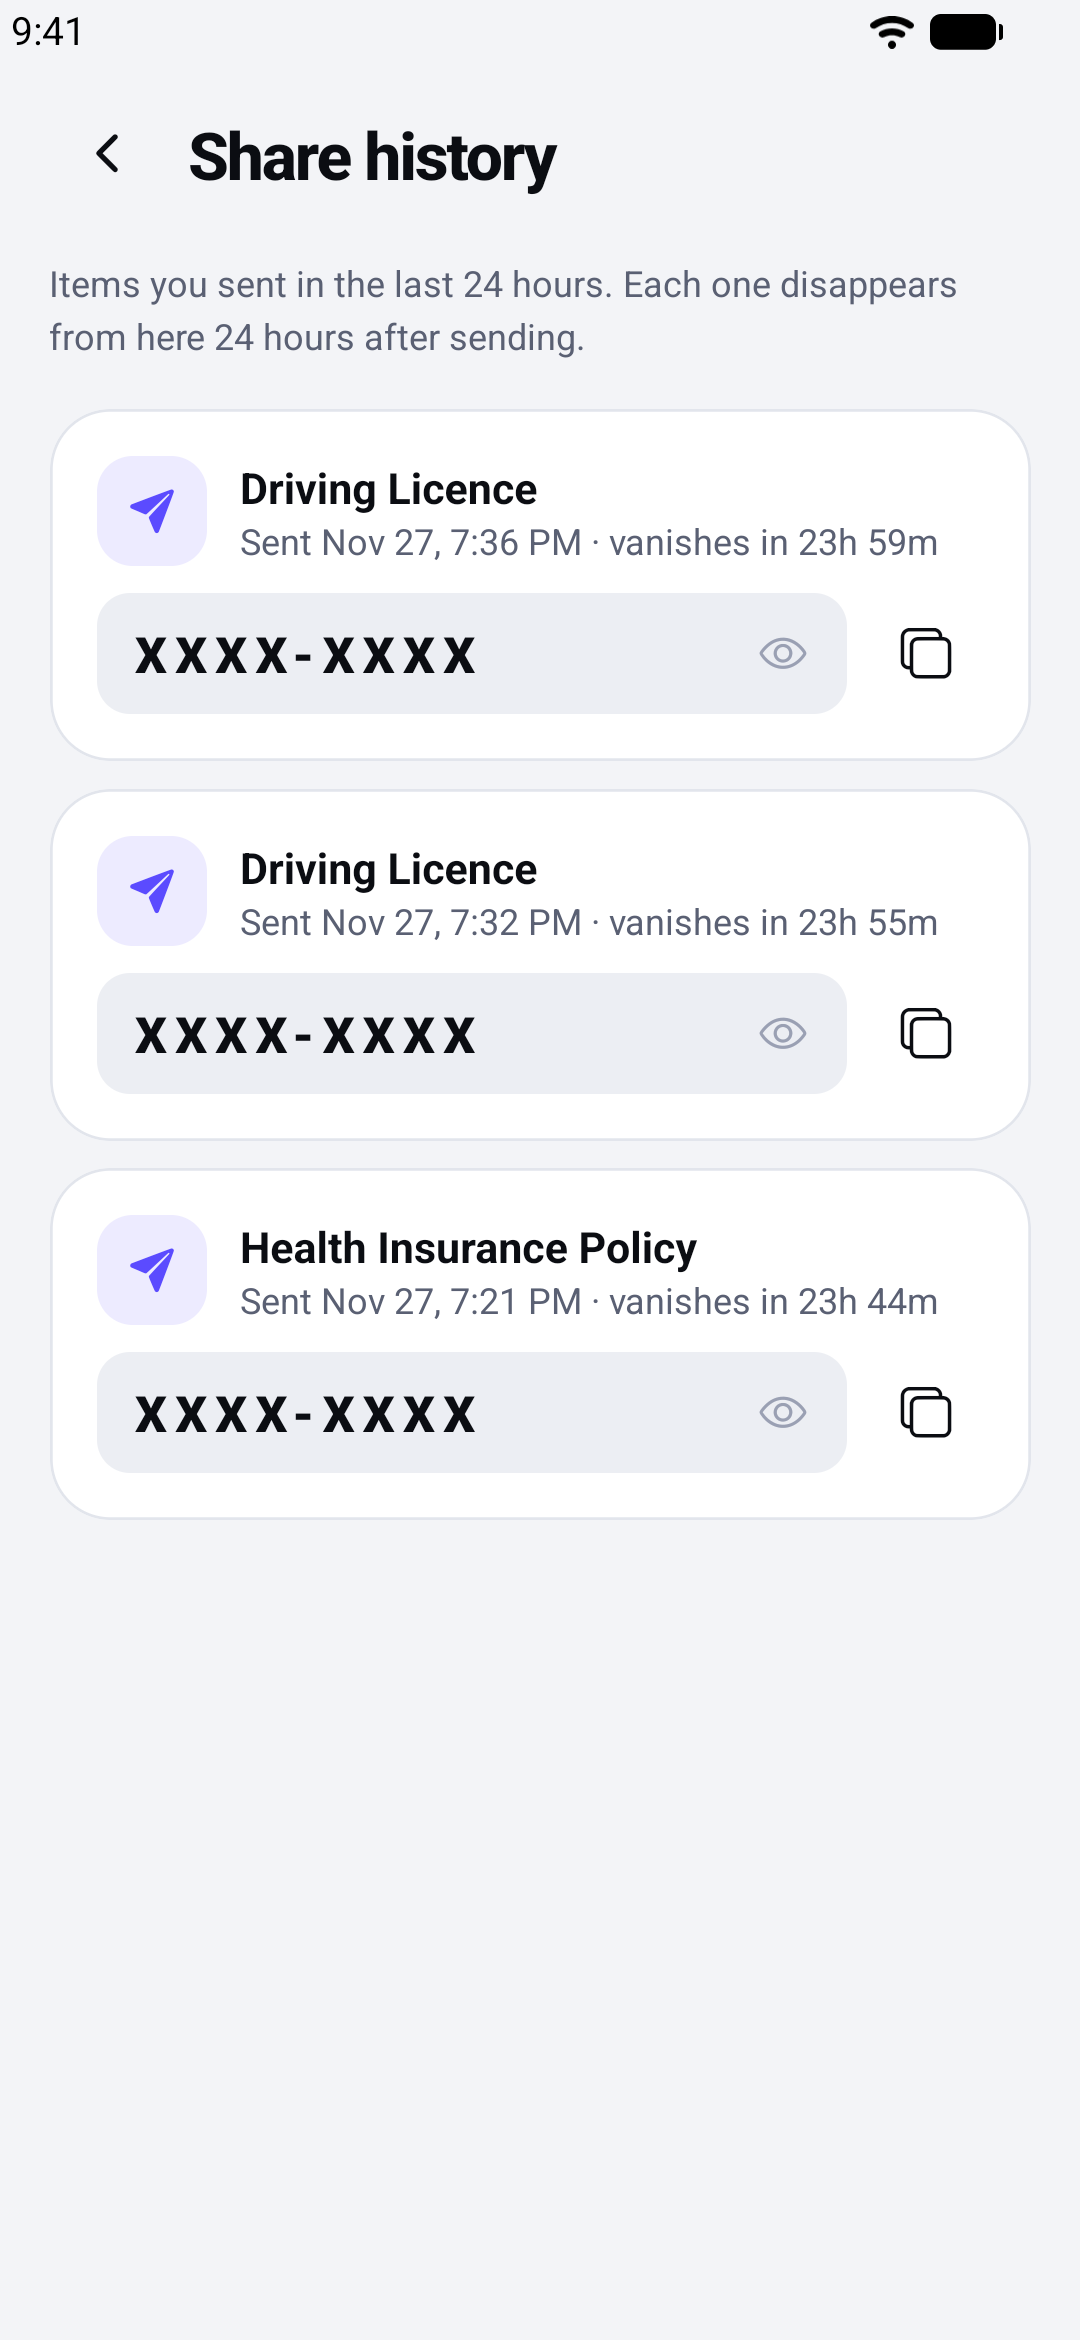 9:41
Share history
Items you sent in the last 24 hours. Each one disappears
from here 24 hours after sending.
Driving Licence
Sent Nov 27, 7:36 PM · vanishes in 23h 59m
XXXX-XXXX
Driving Licence
Sent Nov 27, 7:32 PM · vanishes in 23h 55m
XXXX-XXXX
Health Insurance Policy
Sent Nov 27, 7:21 PM · vanishes in 23h 44m
XXXX-XXXX